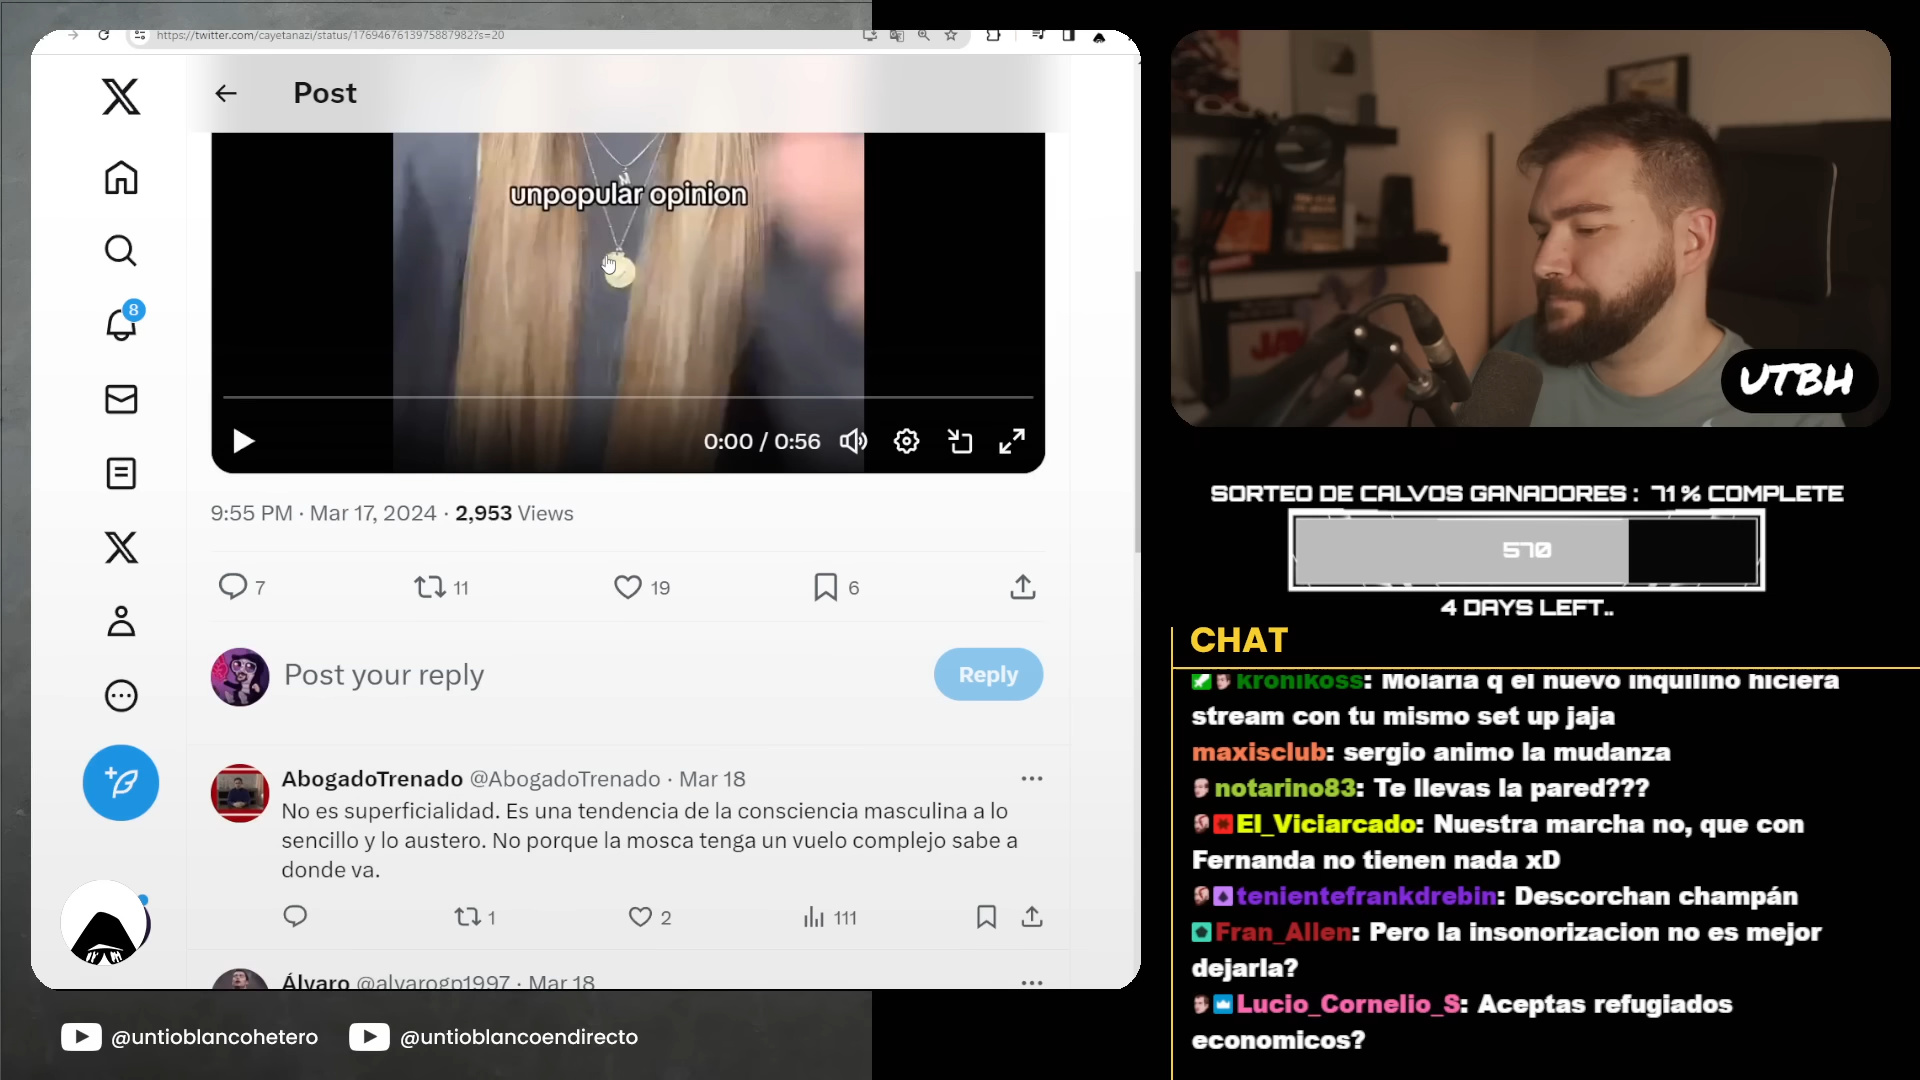 https://twitter.com/cayetanazi/status/1769467613975887982?s=20
Post
unpopular opinion
0:00 / 0:56
9:55 PM · Mar 17, 2024 · 2,953 Views
7
11
19
6
8
Post your reply
Reply
AbogadoTrenado @AbogadoTrenado · Mar 18
No es superficialidad. Es una tendencia de la consciencia masculina a lo
sencillo y lo austero. No porque la mosca tenga un vuelo complejo sabe a
donde va.
1
2
111
Álvaro @alvarogp1997 · Mar 18
@untioblancohetero
@untioblancoendirecto
UTBH
SORTEO DE CALVOS GANADORES : 71% COMPLETE
570
4 DAYS LEFT..
CHAT
kronikoss: Molaria q el nuevo inquilino hiciera
stream con tu mismo set up jaja
maxisclub: sergio animo la mudanza
notarino83: Te llevas la pared???
El_Viciarcado: Nuestra marcha no, que con
Fernanda no tienen nada xD
tenientefrankdrebin: Descorchan champán
Fran_Allen: Pero la insonorizacion no es mejor
dejarla?
Lucio_Cornelio_S: Aceptas refugiados
economicos?